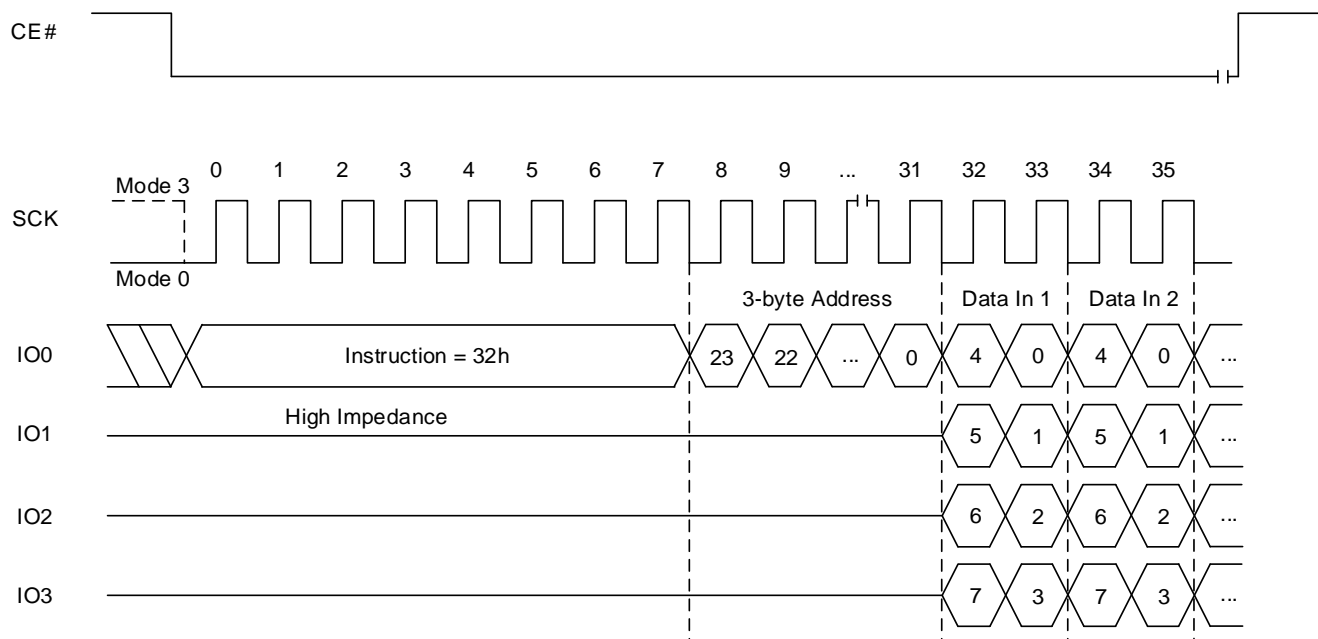 CE#
0 1 2 3 4 5 6 7 8 9 ... 31 32 33 34 35
Mode 3
SCK
Mode 0
3-byte Address Data In 1 Data In 2
IO0 Instruction = 32h 23 22 ... 0 4 0 4 0 ...
High Impedance
IO1 5 1 5 1 ...
IO2 6 2 6 2 ...
IO3 7 3 7 3 ...